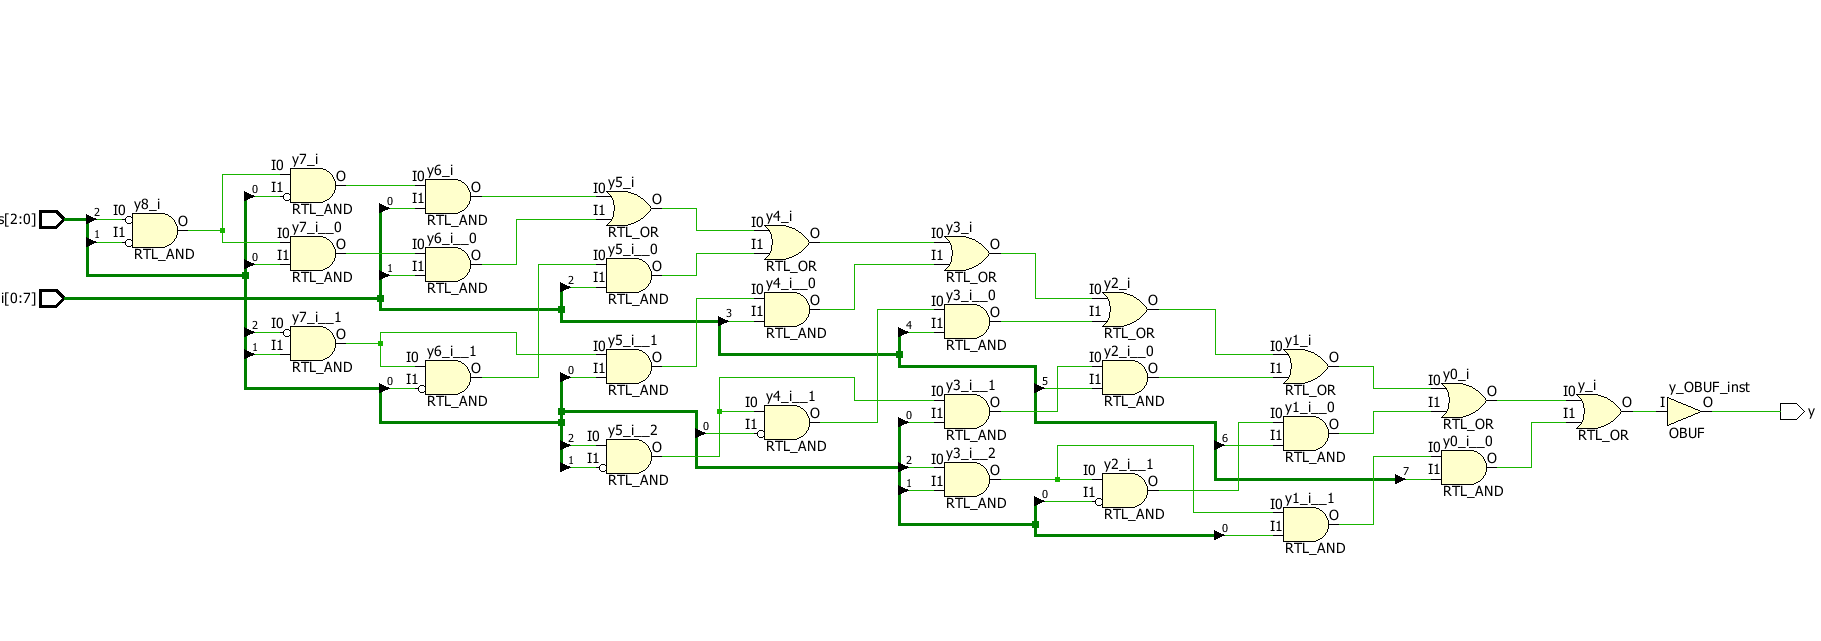 s[2:0]
i[0:7]
2
I0
1
I1
y8_i
O
RTL_AND
y7_i
I0
I1
0
O
RTL_AND
y7_i__0
I0
I1
0
O
RTL_AND
y7_i__1
2
I0
1
I1
O
RTL_AND
y6_i
I0
I1
0
O
RTL_AND
y6_i__0
I0
I1
1
O
RTL_AND
y6_i__1
I0
I1
0
O
RTL_AND
y5_i
I0
I1
O
RTL_OR
y5_i__0
I0
I1
2
O
RTL_AND
y5_i__1
I0
I1
0
O
RTL_AND
y5_i__2
2
I0
1
I1
O
RTL_AND
y4_i
I0
I1
O
RTL_OR
y4_i__0
I0
I1
3
O
RTL_AND
y4_i__1
I0
I1
0
O
RTL_AND
y3_i
I0
I1
O
RTL_OR
y3_i__0
I0
I1
4
O
RTL_AND
y3_i__1
I0
I1
0
O
RTL_AND
y3_i__2
2
I0
1
I1
O
RTL_AND
y2_i
I0
I1
O
RTL_OR
y2_i__0
I0
I1
5
O
RTL_AND
y2_i__1
I0
I1
0
O
RTL_AND
y1_i
I0
I1
O
RTL_OR
y1_i__0
I0
I1
6
O
RTL_AND
y1_i__1
I0
I1
0
O
RTL_AND
y0_i
I0
I1
O
RTL_OR
y0_i__0
I0
I1
7
O
RTL_AND
y_i
I0
I1
O
RTL_OR
y_OBUF_inst
I
O
OBUF
y